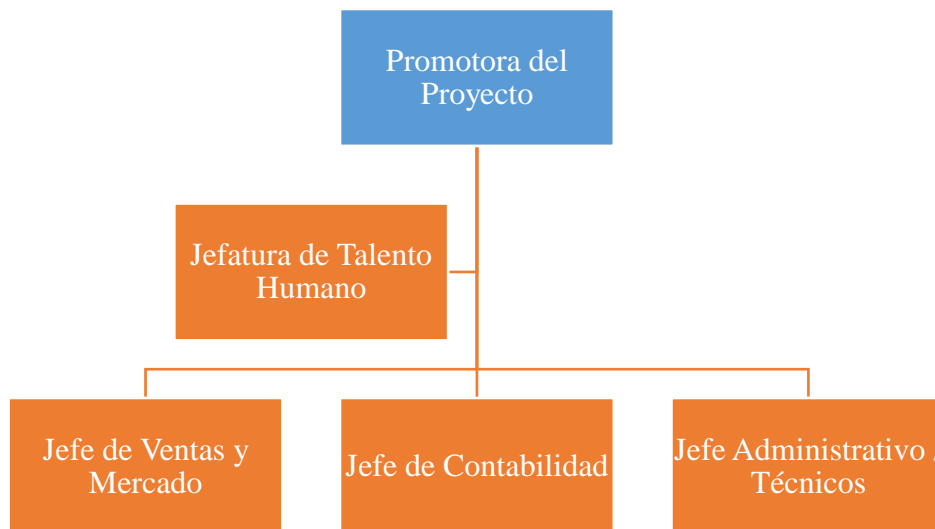 Promotora del
Proyecto
Jefatura de Talento
Humano
Jefe de Ventas y
Mercado
Jefe de Contabilidad
Jefe Administrativo /
Técnicos